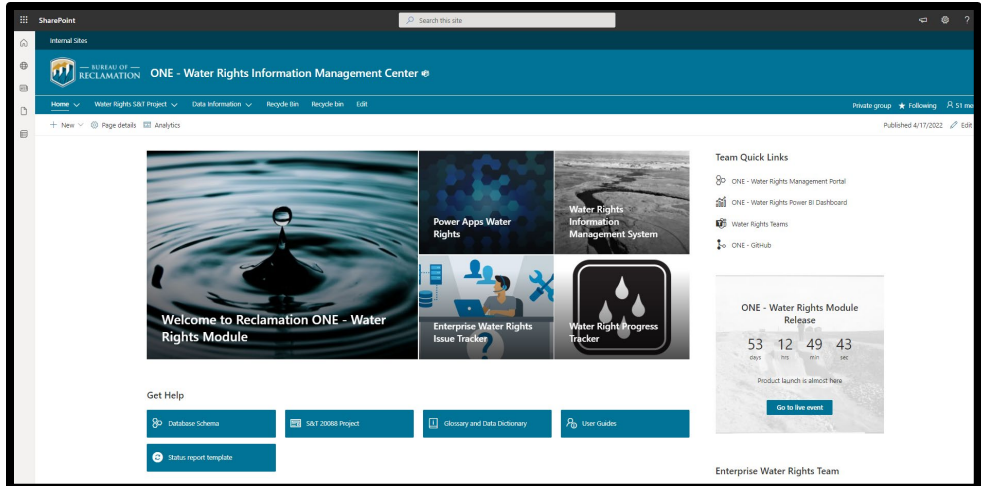 SharePoint
Search this site
?
Internal Sites
BUREAU OF
RECLAMATION
ONE - Water Rights Information Management Center
Home
Water Rights S&T Project
Data Information
Recycle Bin
Recycle bin
Edit
Private group
Following
51 me
New
Page details
Analytics
Published 4/17/2022
Edit
Welcome to Reclamation ONE - Water
Rights Module
Power Apps Water
Rights
Water Rights
Information
Management System
Enterprise Water Rights
Issue Tracker
Water Right Progress
Tracker
Team Quick Links
ONE - Water Rights Management Portal
ONE - Water Rights Power BI Dashboard
Water Rights Teams
ONE - GitHub
ONE - Water Rights Module
Release
53 12 49 43
days hrs min sec
Product launch is almost here
Go to live event
Get Help
Database Schema
S&T 20088 Project
Glossary and Data Dictionary
User Guides
Status report template
Enterprise Water Rights Team